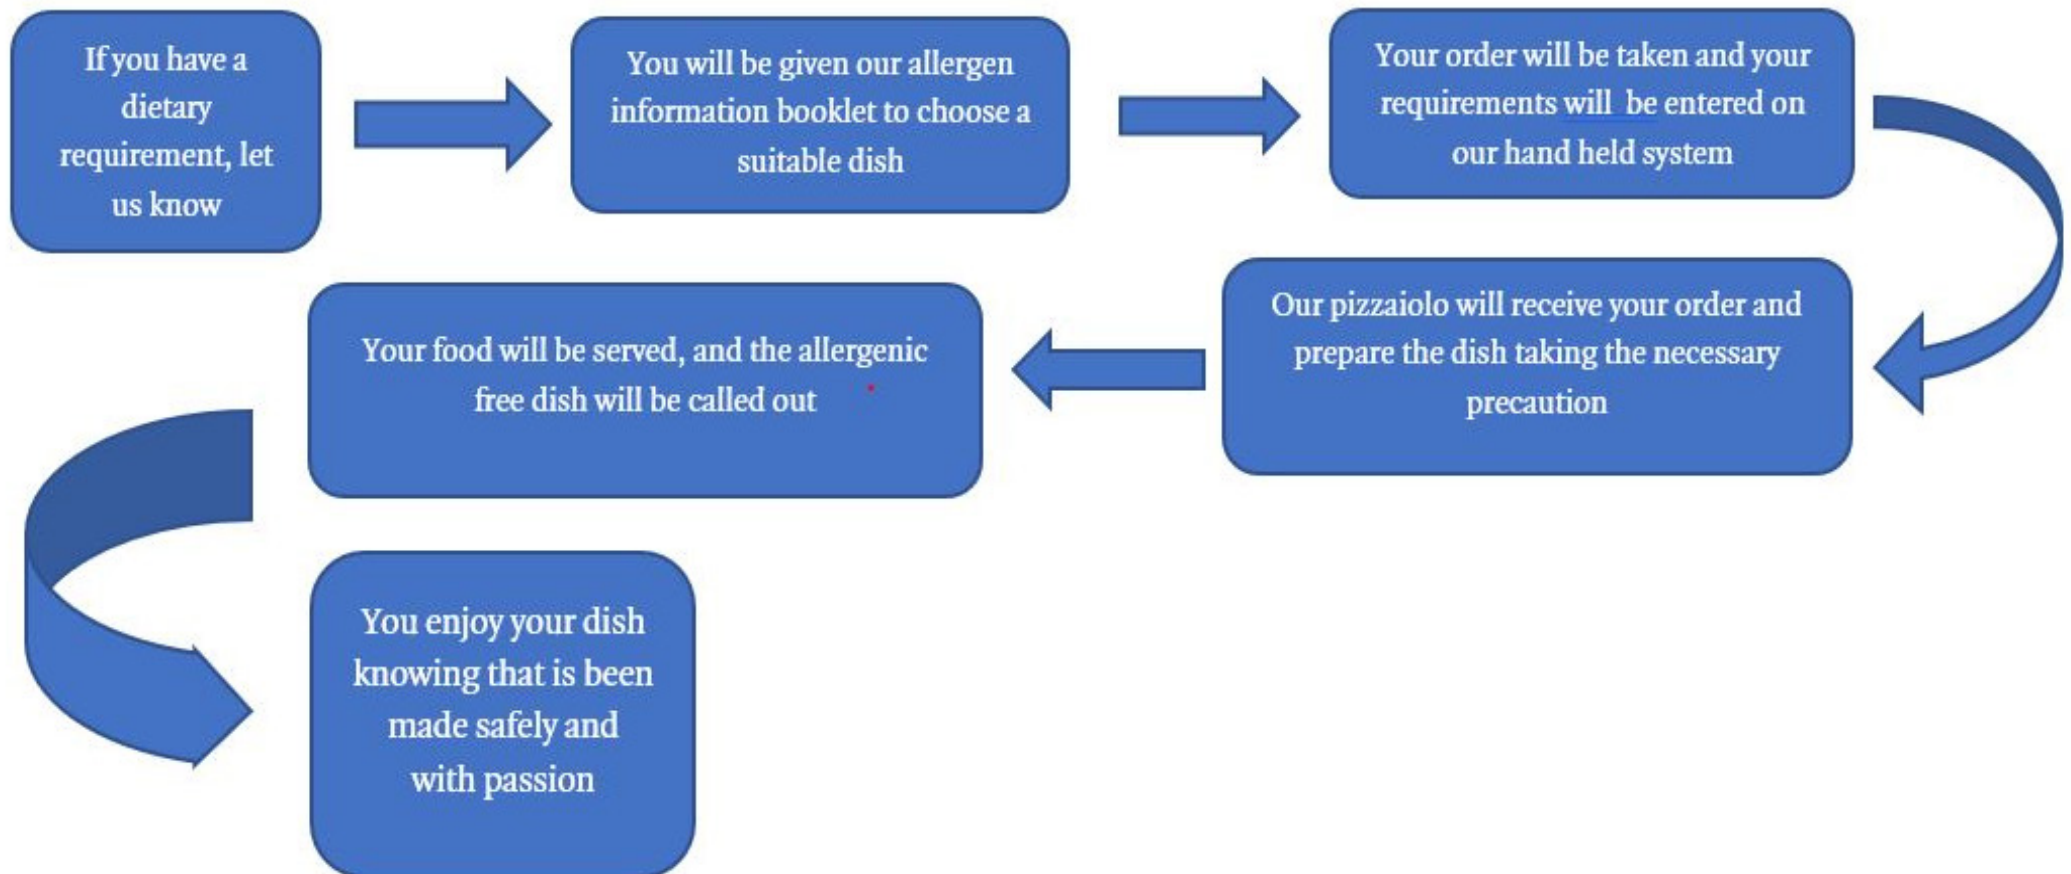 If you have a
dietary
requirement, let
us know
You will be given our allergen
information booklet to choose a
suitable dish
Your order will be taken and your
requirements will  be entered on
our hand held system
Our pizzaiolo will receive your order and
prepare the dish taking the necessary
precaution
Your food will be served, and the allergenic
free dish will be called out
You enjoy your dish
knowing that is been
made safely and
with passion